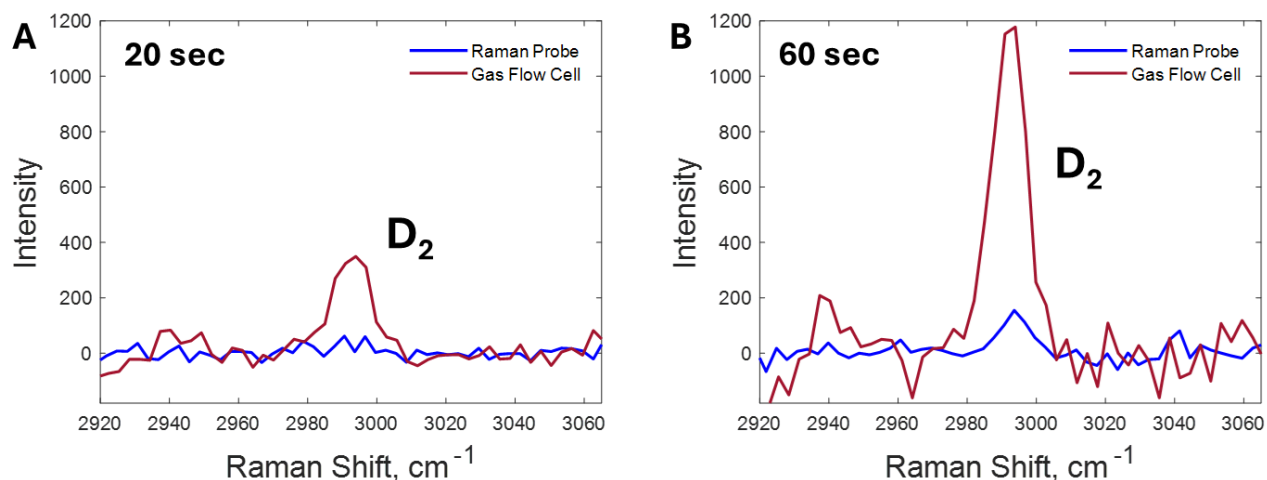 A
20 sec
Raman Probe
Gas Flow Cell
D₂
Intensity
1200
1000
800
600
400
200
0
2920 2940 2960 2980 3000 3020 3040 3060
Raman Shift, cm⁻¹
B
60 sec
Raman Probe
Gas Flow Cell
D₂
Intensity
1200
1000
800
600
400
200
0
2920 2940 2960 2980 3000 3020 3040 3060
Raman Shift, cm⁻¹